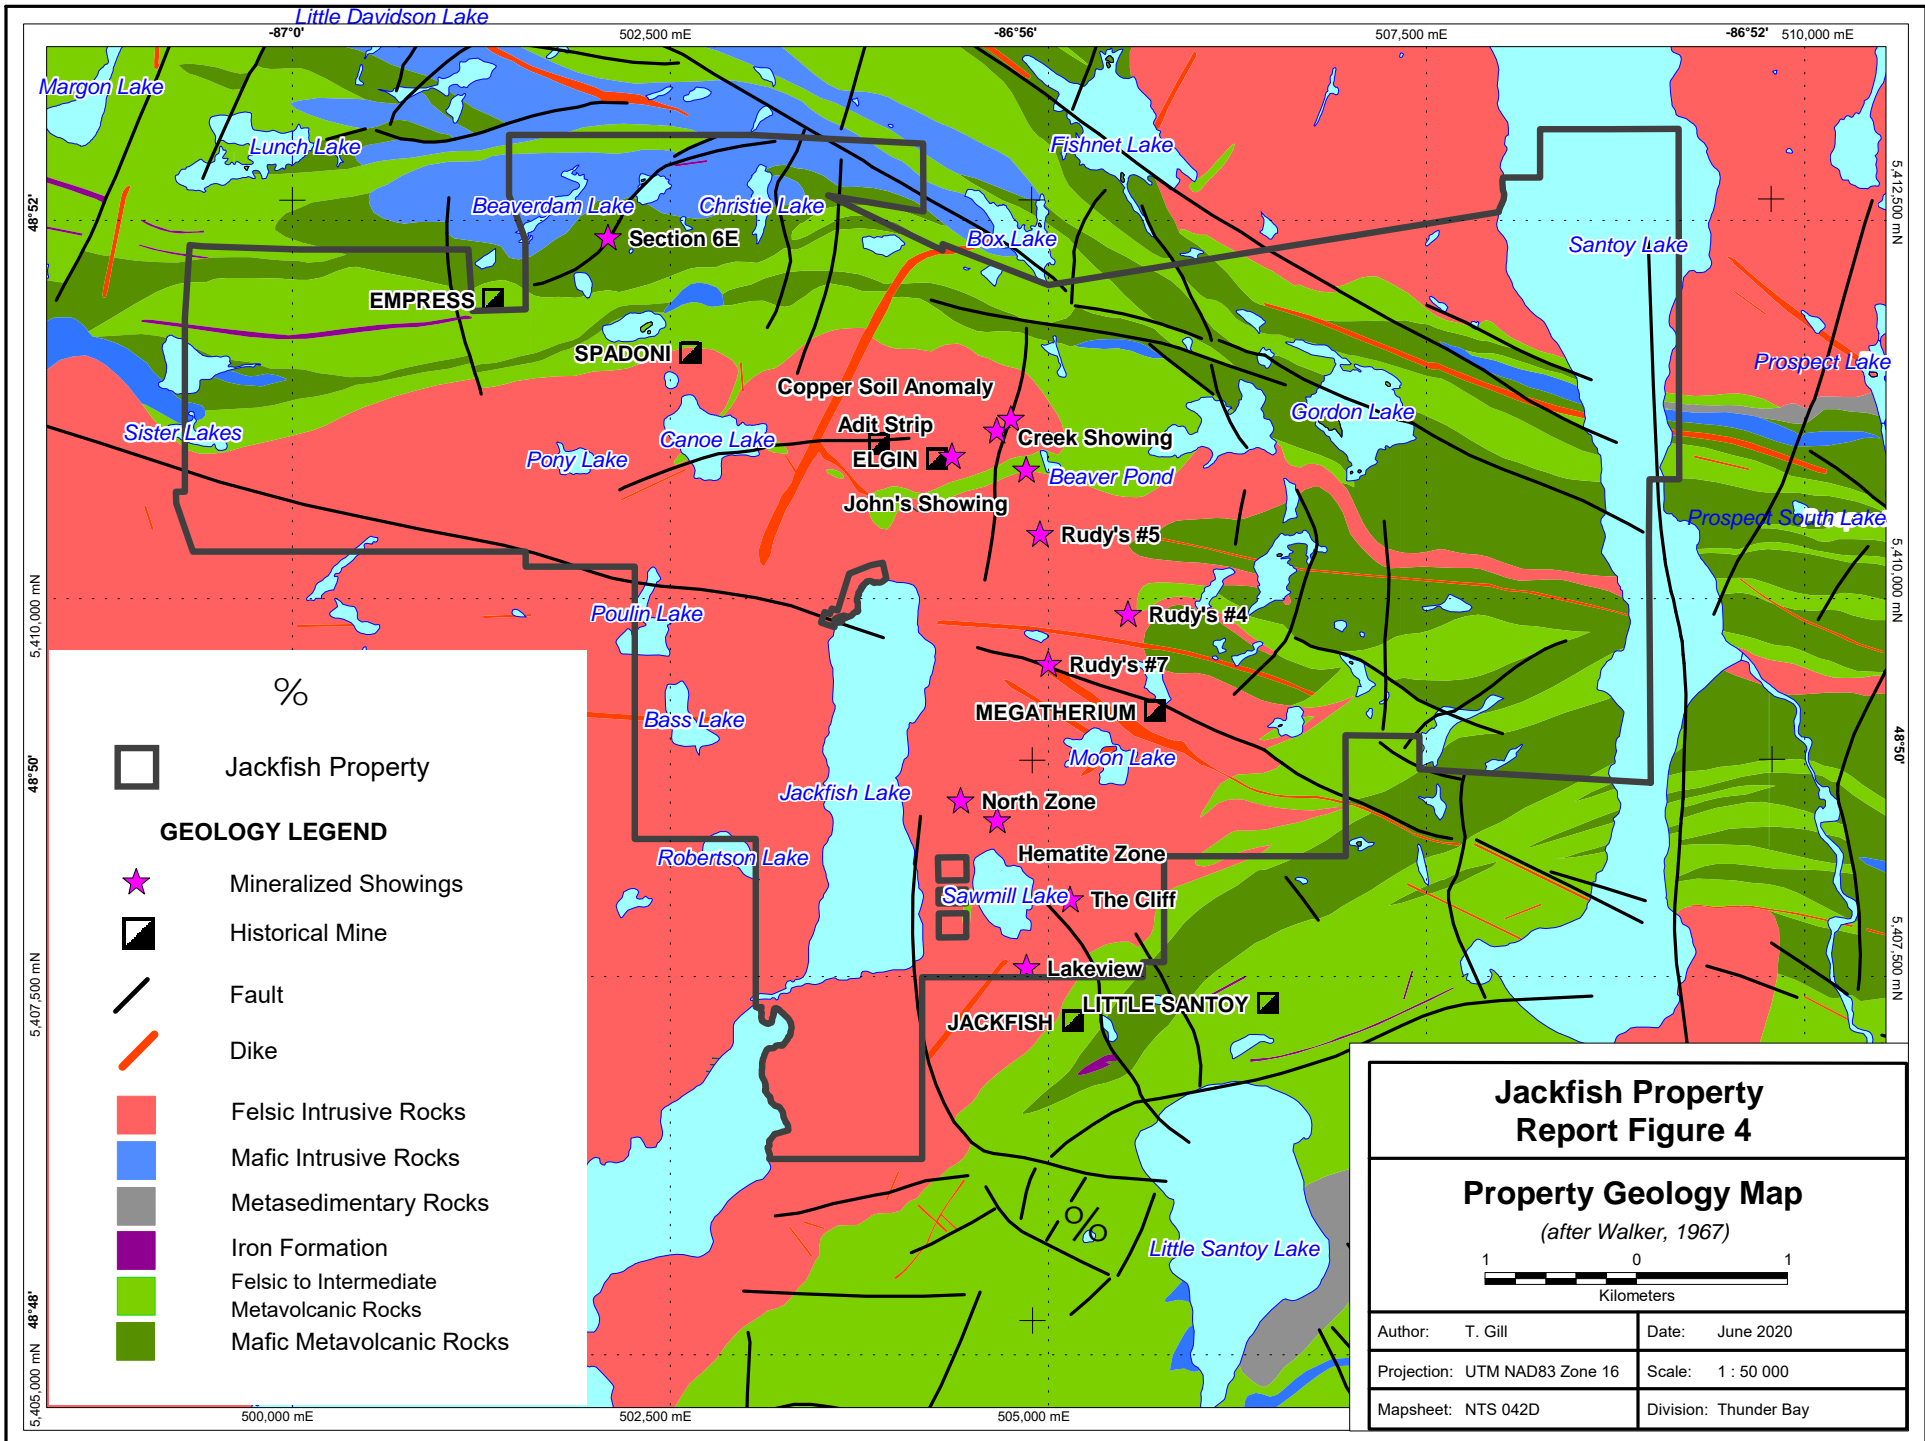 Little Davidson Lake
-87°0'
502,500 mE
-86°56'
507,500 mE
-86°52'
510,000 mE
Margon Lake
Lunch Lake
Fishnet Lake
48°52'
5,412,500 mN
Beaverdam Lake
Christie Lake
Section 6E
Box Lake
Santoy Lake
EMPRESS
SPADONI
Prospect Lake
Copper Soil Anomaly
Gordon Lake
Sister Lakes
Canoe Lake
Adit Strip
Creek Showing
Pony Lake
ELGIN
Beaver Pond
John's Showing
Prospect South Lake
Rudy's #5
5,410,000 mN
5,410,000 mN
Poulin Lake
Rudy's #4
Rudy's #7
Bass Lake
MEGATHERIUM
Moon Lake
48°50'
48°50'
Jackfish Lake
North Zone
Robertson Lake
Hematite Zone
Sawmill Lake
The Cliff
5,407,500 mN
5,407,500 mN
Lakeview
LITTLE SANTOY
JACKFISH
%
Little Santoy Lake
48°48'
5,405,000 mN
500,000 mE
502,500 mE
505,000 mE
%
Jackfish Property
GEOLOGY LEGEND
Mineralized Showings
Historical Mine
Fault
Dike
Felsic Intrusive Rocks
Mafic Intrusive Rocks
Metasedimentary Rocks
Iron Formation
Felsic to Intermediate
Metavolcanic Rocks
Mafic Metavolcanic Rocks
Jackfish Property
Report Figure 4
Property Geology Map
(after Walker, 1967)
1 0 1
Kilometers
Author: T. Gill
Date: June 2020
Projection: UTM NAD83 Zone 16
Scale: 1 : 50 000
Mapsheet: NTS 042D
Division: Thunder Bay